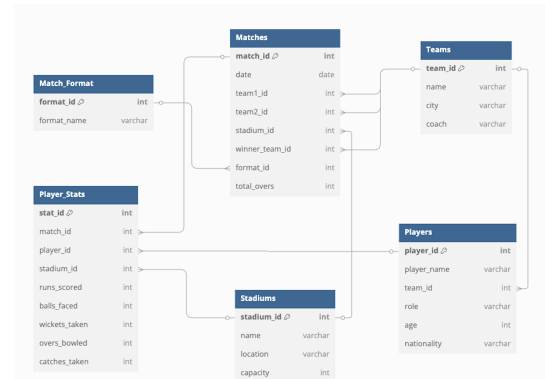 Matches
match_id int
date date
team1_id int
team2_id int
stadium_id int
winner_team_id int
format_id int
total_overs int
Teams
team_id int
name varchar
city varchar
coach varchar
Match_Format
format_id int
format_name varchar
Player_Stats
stat_id int
match_id int
player_id int
stadium_id int
runs_scored int
balls_faced int
wickets_taken int
overs_bowled int
catches_taken int
Players
player_id int
player_name varchar
team_id int
role varchar
age int
nationality varchar
Stadiums
stadium_id int
name varchar
location varchar
capacity int